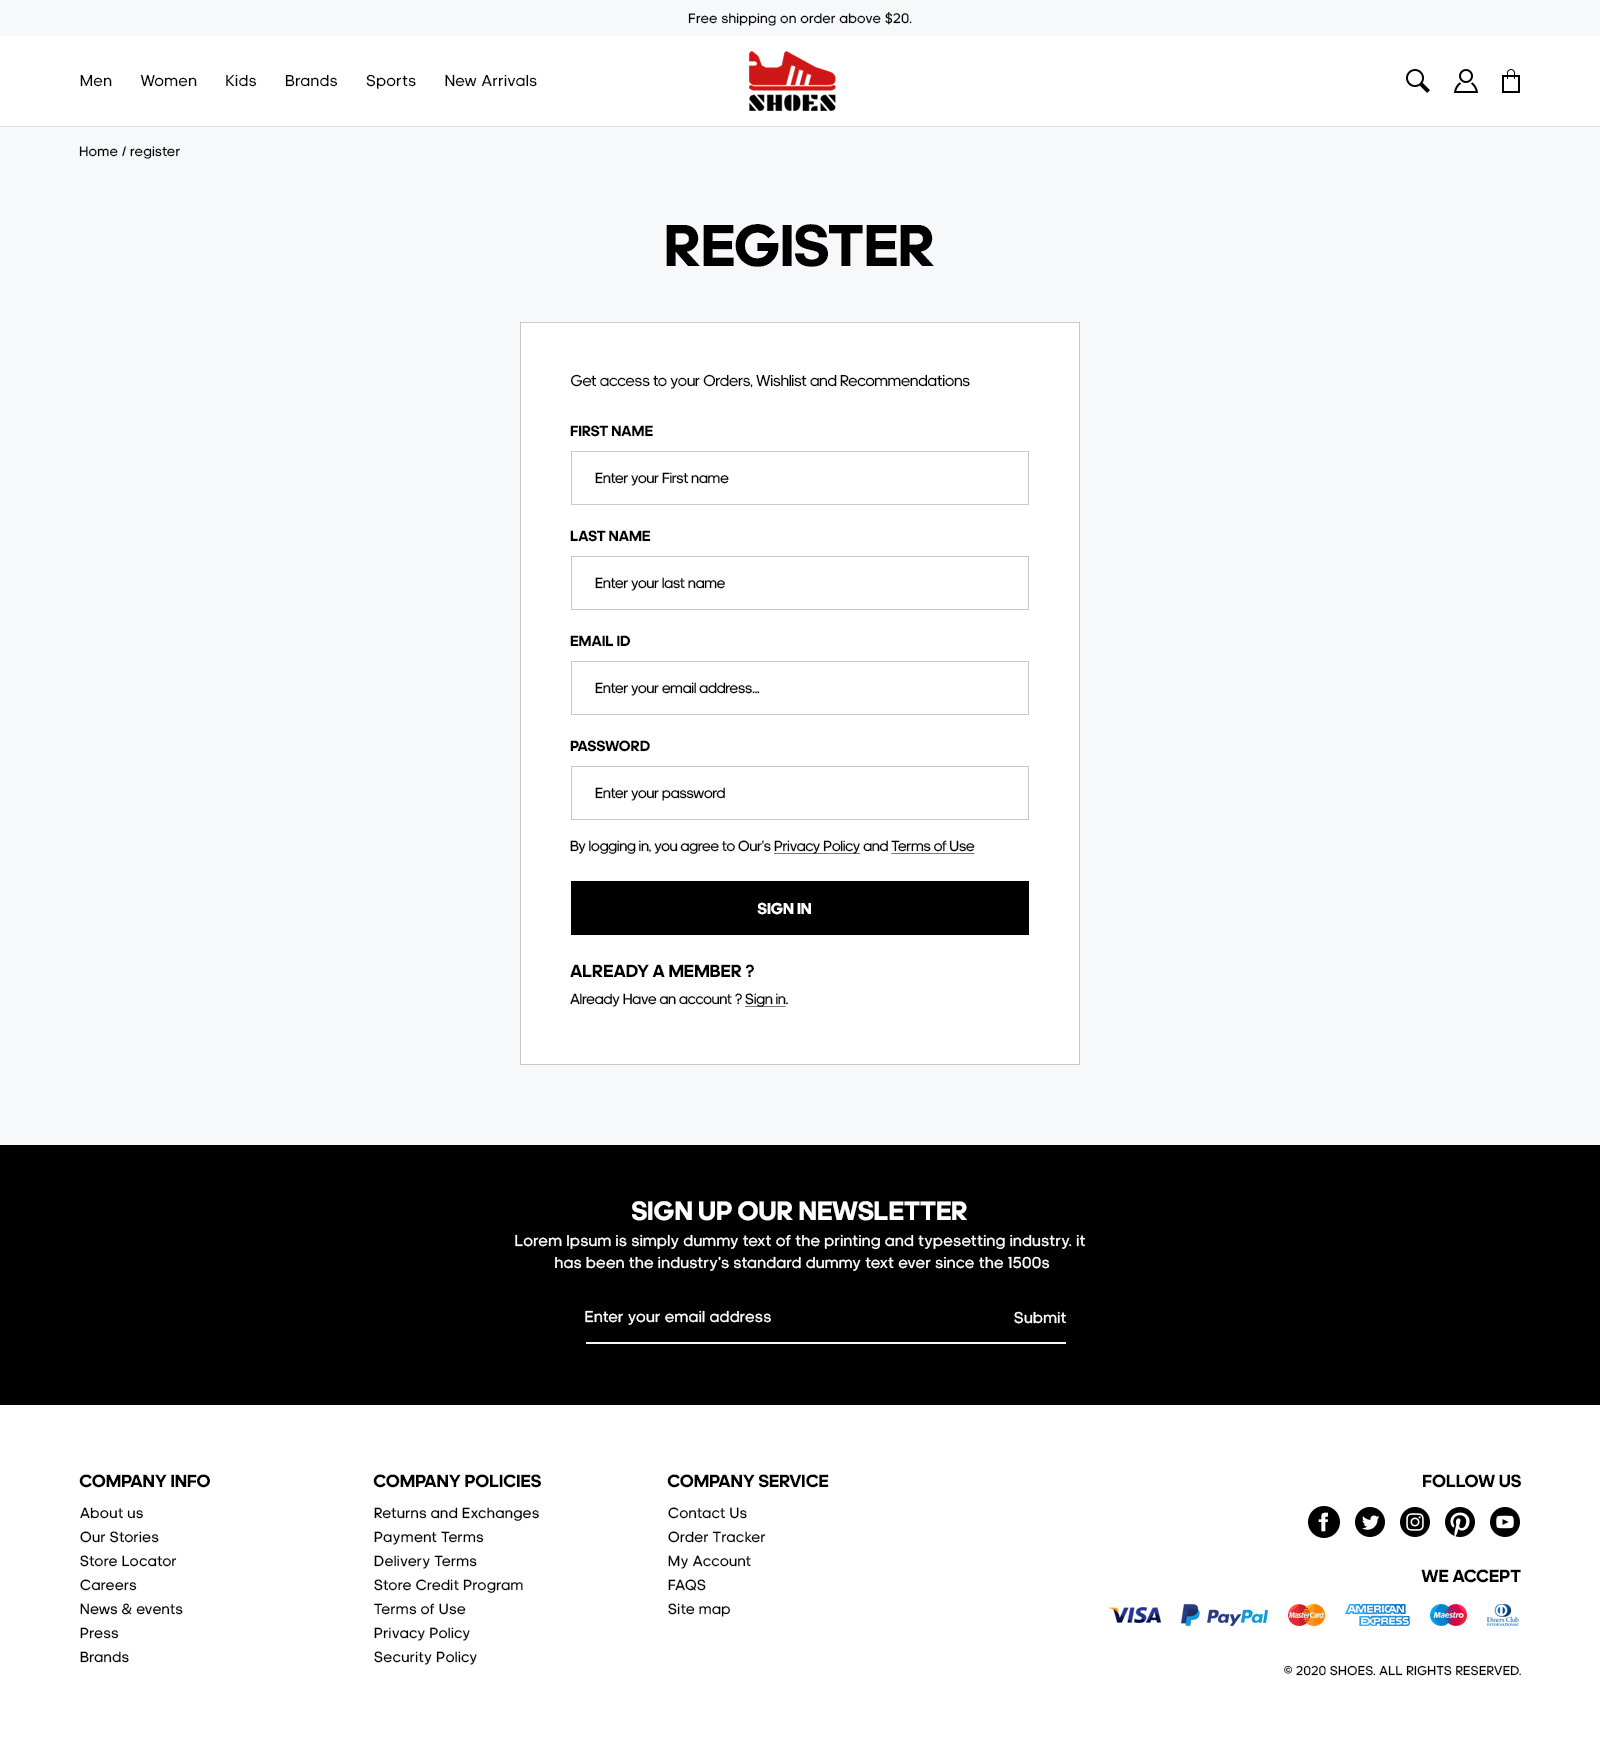 Free shipping on order above $20.
Men Women Kids Brands Sports New Arrivals
SHOES
Home / register
REGISTER
Get access to your Orders, Wishlist and Recommendations
FIRST NAME
Enter your First name
LAST NAME
Enter your last name
EMAIL ID
Enter your email address...
PASSWORD
Enter your password
By logging in, you agree to Our's Privacy Policy and Terms of Use
SIGN IN
ALREADY A MEMBER ?
Already Have an account ? Sign in.
SIGN UP OUR NEWSLETTER
Lorem Ipsum is simply dummy text of the printing and typesetting industry. it
has been the industry's standard dummy text ever since the 1500s
Enter your email address Submit
COMPANY INFO
About us
Our Stories
Store Locator
Careers
News & events
Press
Brands
COMPANY POLICIES
Returns and Exchanges
Payment Terms
Delivery Terms
Store Credit Program
Terms of Use
Privacy Policy
Security Policy
COMPANY SERVICE
Contact Us
Order Tracker
My Account
FAQS
Site map
FOLLOW US
WE ACCEPT
VISA PayPal MasterCard AMERICAN EXPRESS Maestro Diners Club INTERNATIONAL
© 2020 SHOES. ALL RIGHTS RESERVED.